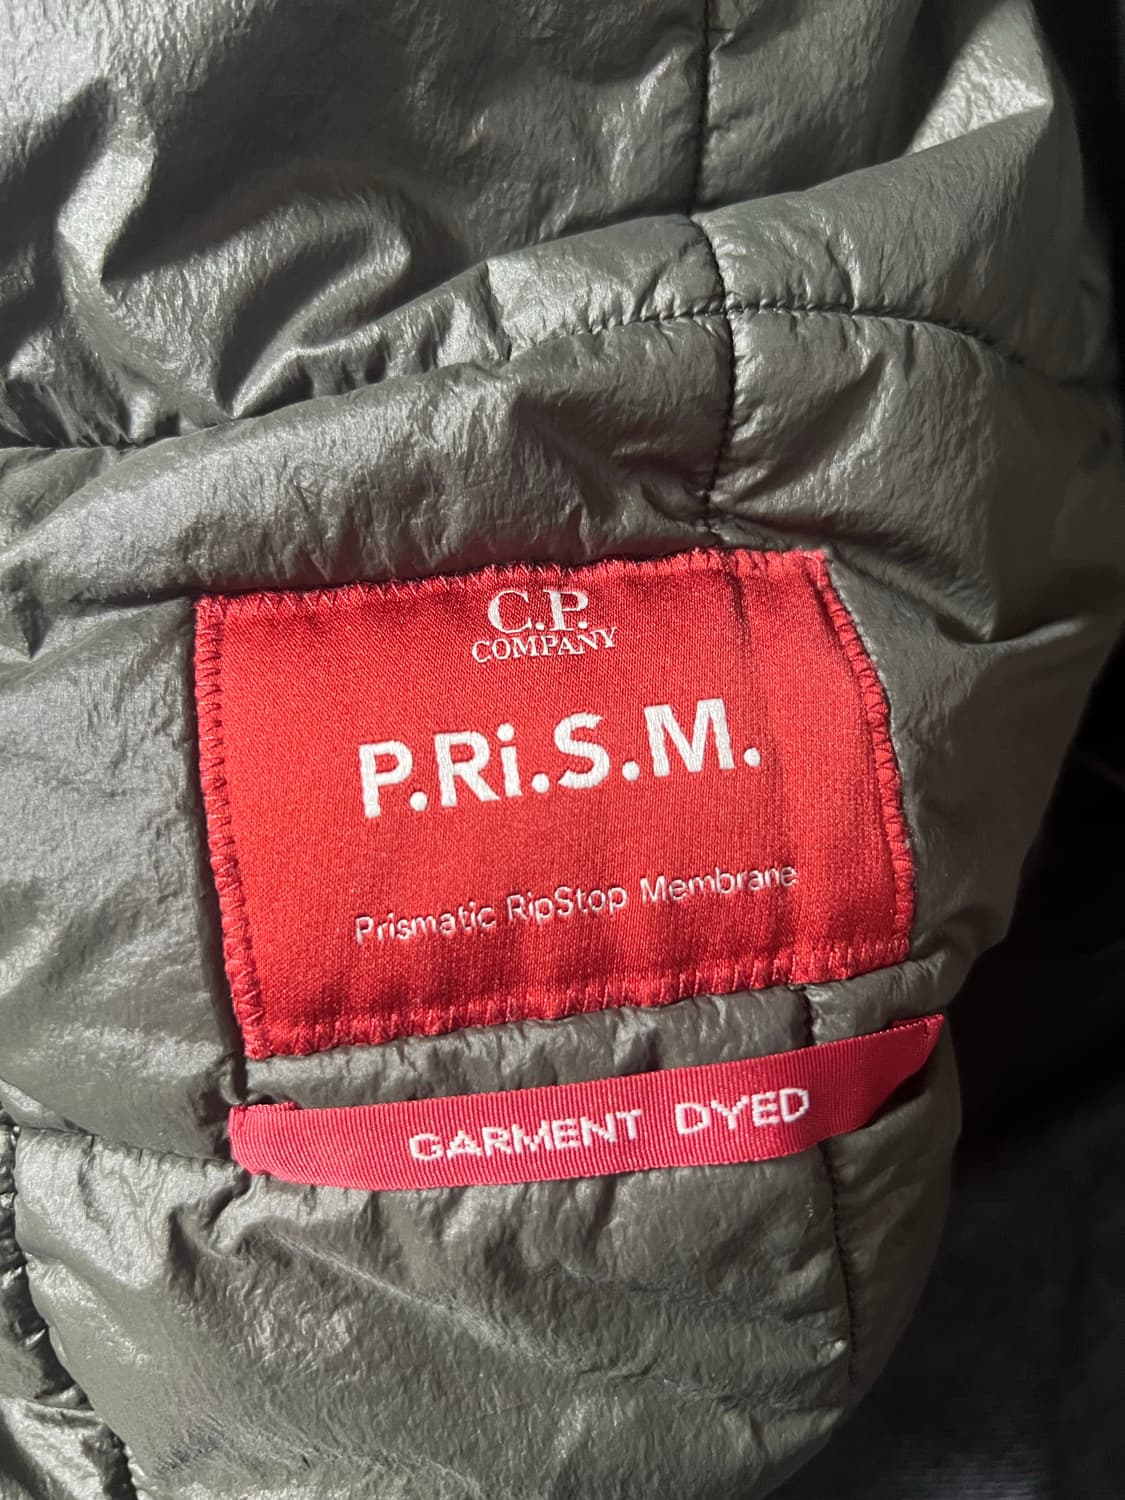 C.P.
COMPANY
P.Ri.S.M.
Prismatic RipStop Membrane
GARMENT DYED